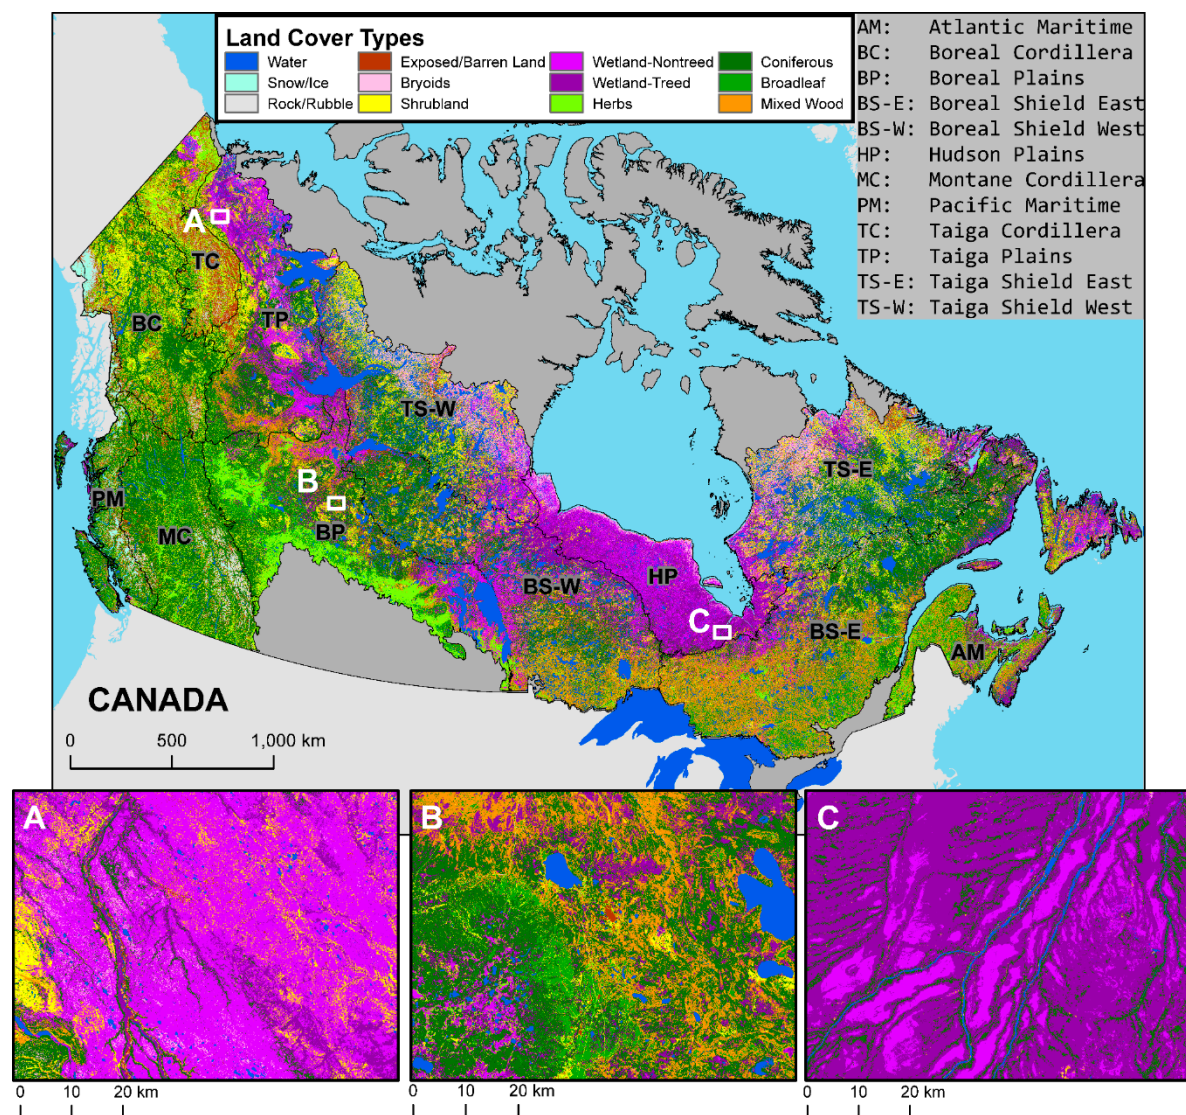 Land Cover Types
Water Exposed/Barren Land Wetland-Nontreed Coniferous
Snow/Ice Bryoids Wetland-Treed Broadleaf
Rock/Rubble Shrubland Herbs Mixed Wood
AM: Atlantic Maritime
BC: Boreal Cordillera
BP: Boreal Plains
BS-E: Boreal Shield East
BS-W: Boreal Shield West
HP: Hudson Plains
MC: Montane Cordillera
PM: Pacific Maritime
TC: Taiga Cordillera
TP: Taiga Plains
TS-E: Taiga Shield East
TS-W: Taiga Shield West
A
TC
BC
TP
TS-W
TS-E
B
PM
BP
MC
HP
BS-W
C
BS-E
AM
CANADA
0 500 1,000 km
A
B
C
0 10 20 km
0 10 20 km
0 10 20 km